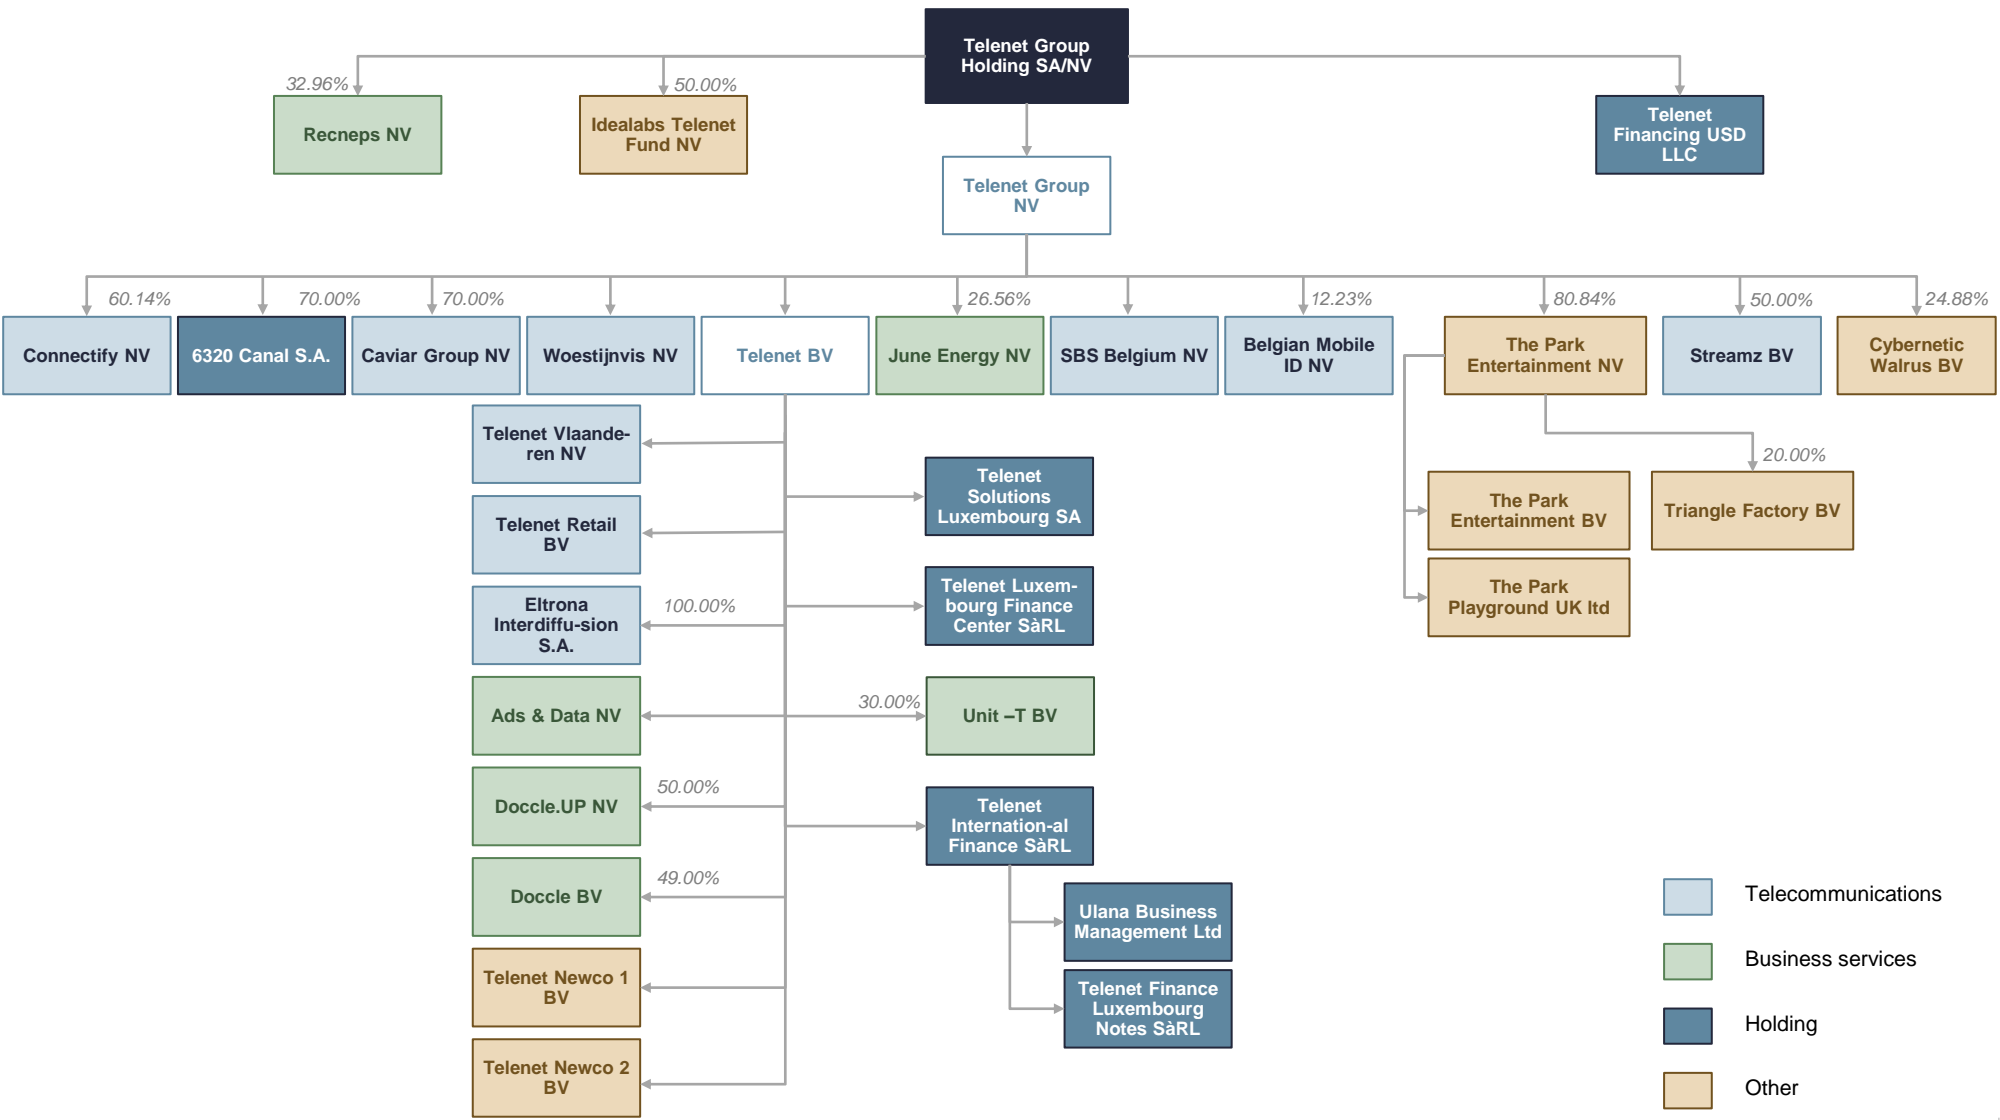 Telenet Group
Holding SA/NV
32.96%
50.00%
Recneps NV
Idealabs Telenet
Fund NV
Telenet
Financing USD
LLC
Telenet Group
NV
60.14%
70.00%
70.00%
26.56%
12.23%
80.84%
50.00%
24.88%
Connectify NV
6320 Canal S.A.
Caviar Group NV
Woestijnvis NV
Telenet BV
June Energy NV
SBS Belgium NV
Belgian Mobile
ID NV
The Park
Entertainment NV
Streamz BV
Cybernetic
Walrus BV
Telenet Vlaande-
ren NV
Telenet
Solutions
Luxembourg SA
20.00%
The Park
Entertainment BV
Triangle Factory BV
Telenet Retail
BV
The Park
Playground UK ltd
Eltrona
Interdiffu-sion
S.A.
100.00%
Telenet Luxem-
bourg Finance
Center SàRL
Ads & Data NV
30.00%
Unit –T BV
Doccle.UP NV
50.00%
Telenet
Internation-al
Finance SàRL
Doccle BV
49.00%
Ulana Business
Management Ltd
Telenet Newco 1
BV
Telenet Finance
Luxembourg
Notes SàRL
Telenet Newco 2
BV
Telecommunications
Business services
Holding
Other